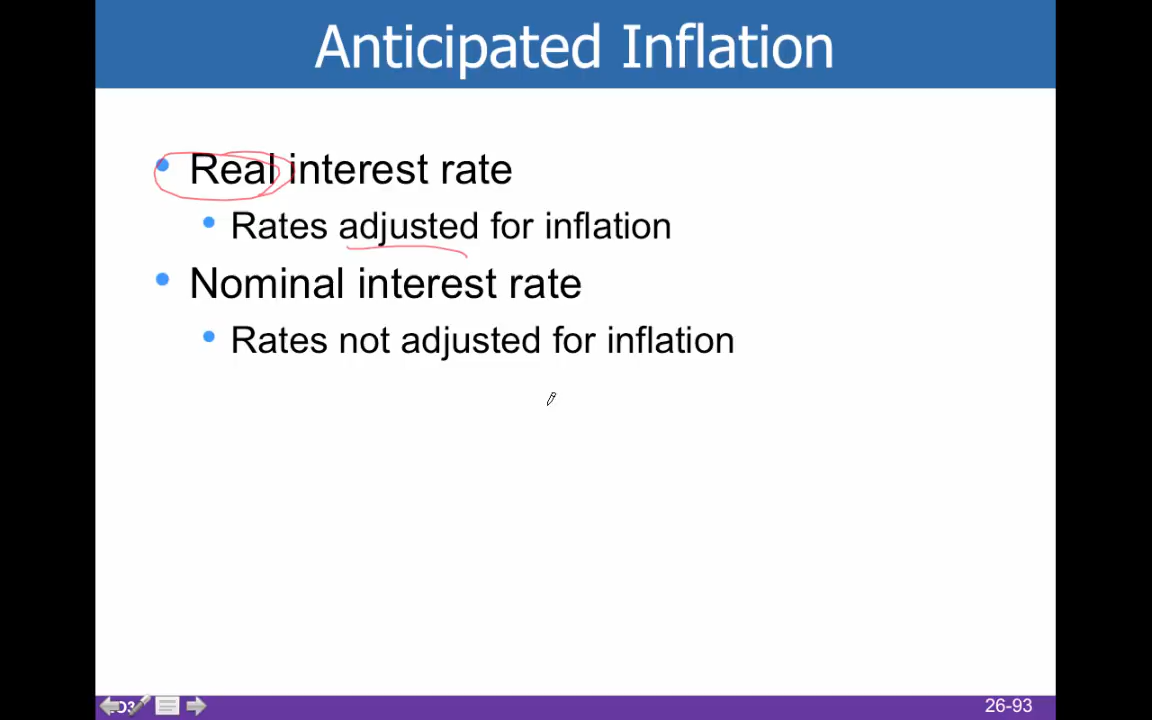 Anticipated Inflation
• Real interest rate
• Rates adjusted for inflation
• Nominal interest rate
• Rates not adjusted for inflation
26-93